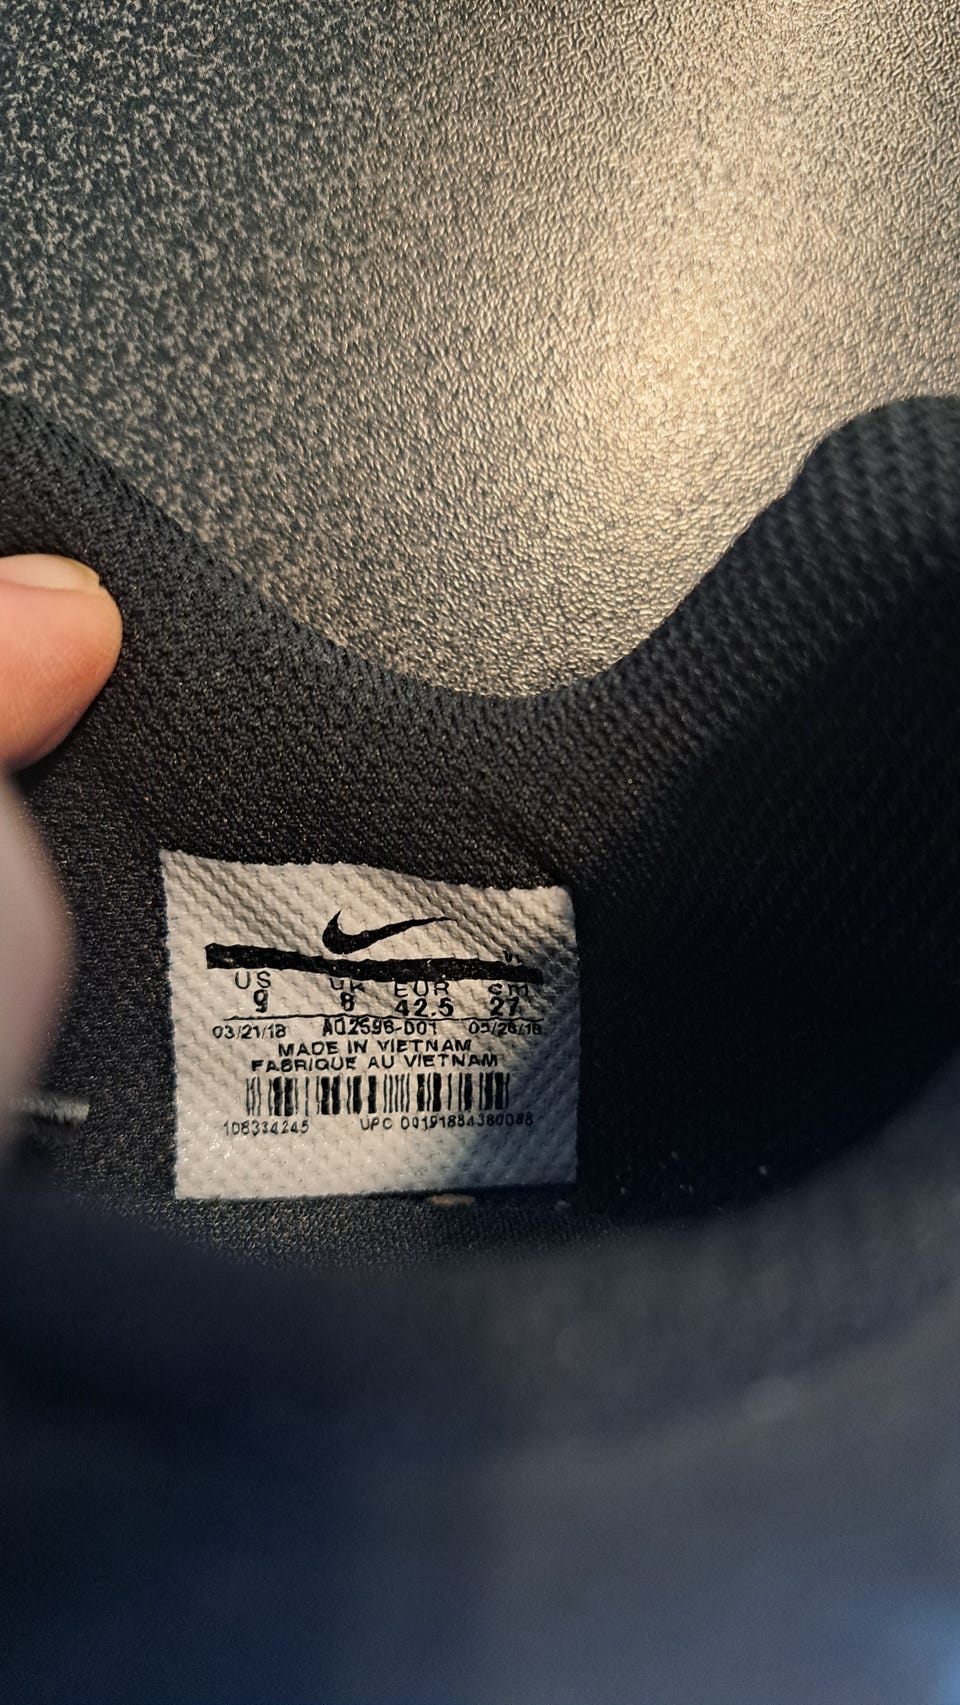 US UK EUR cm
9 8 42.5 27
03/21/18 AO2596-001 05/26/18
MADE IN VIETNAM
FABRIQUE AU VIETNAM
108334245 UPC 00191884380088